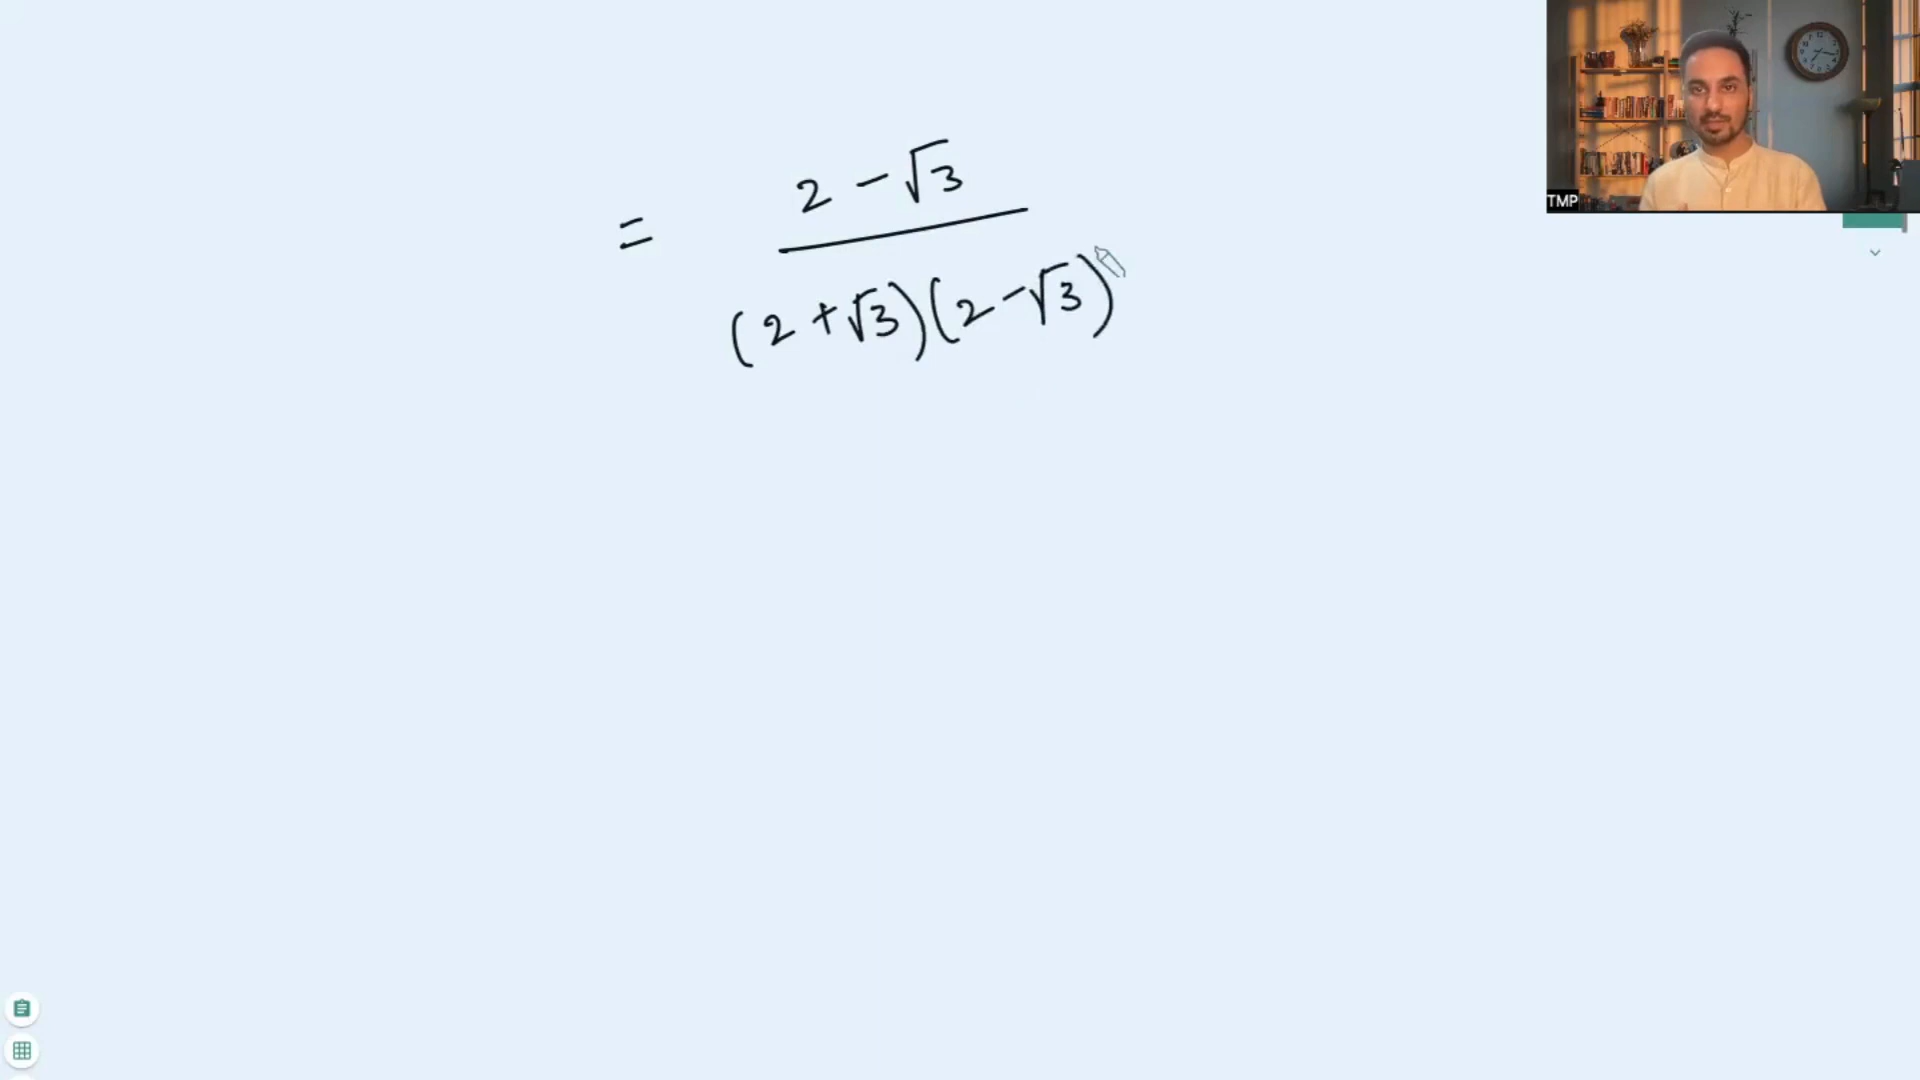 = 2 - √3
(2 + √3)(2 - √3)
TMP